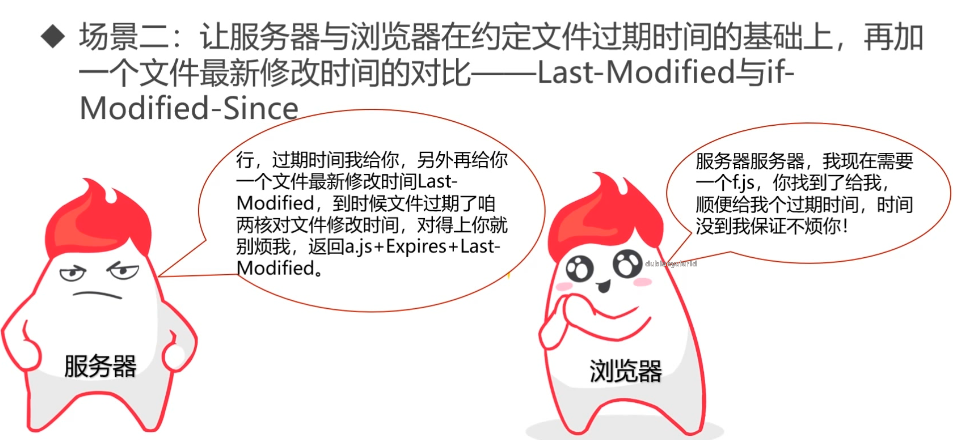 场景二：让服务器与浏览器在约定文件过期时间的基础上，再加
一个文件最新修改时间的对比——Last-Modified与if-
Modified-Since
行，过期时间我给你，另外再给你
一个文件最新修改时间Last-
Modified，到时候文件过期了咱
两核对文件修改时间，对得上你就
别烦我，返回a.js+Expires+Last-
Modified。
服务器服务器，我现在需要
一个f.js，你找到了给我，
顺便给我个过期时间，时间
没到我保证不烦你！
服务器
浏览器